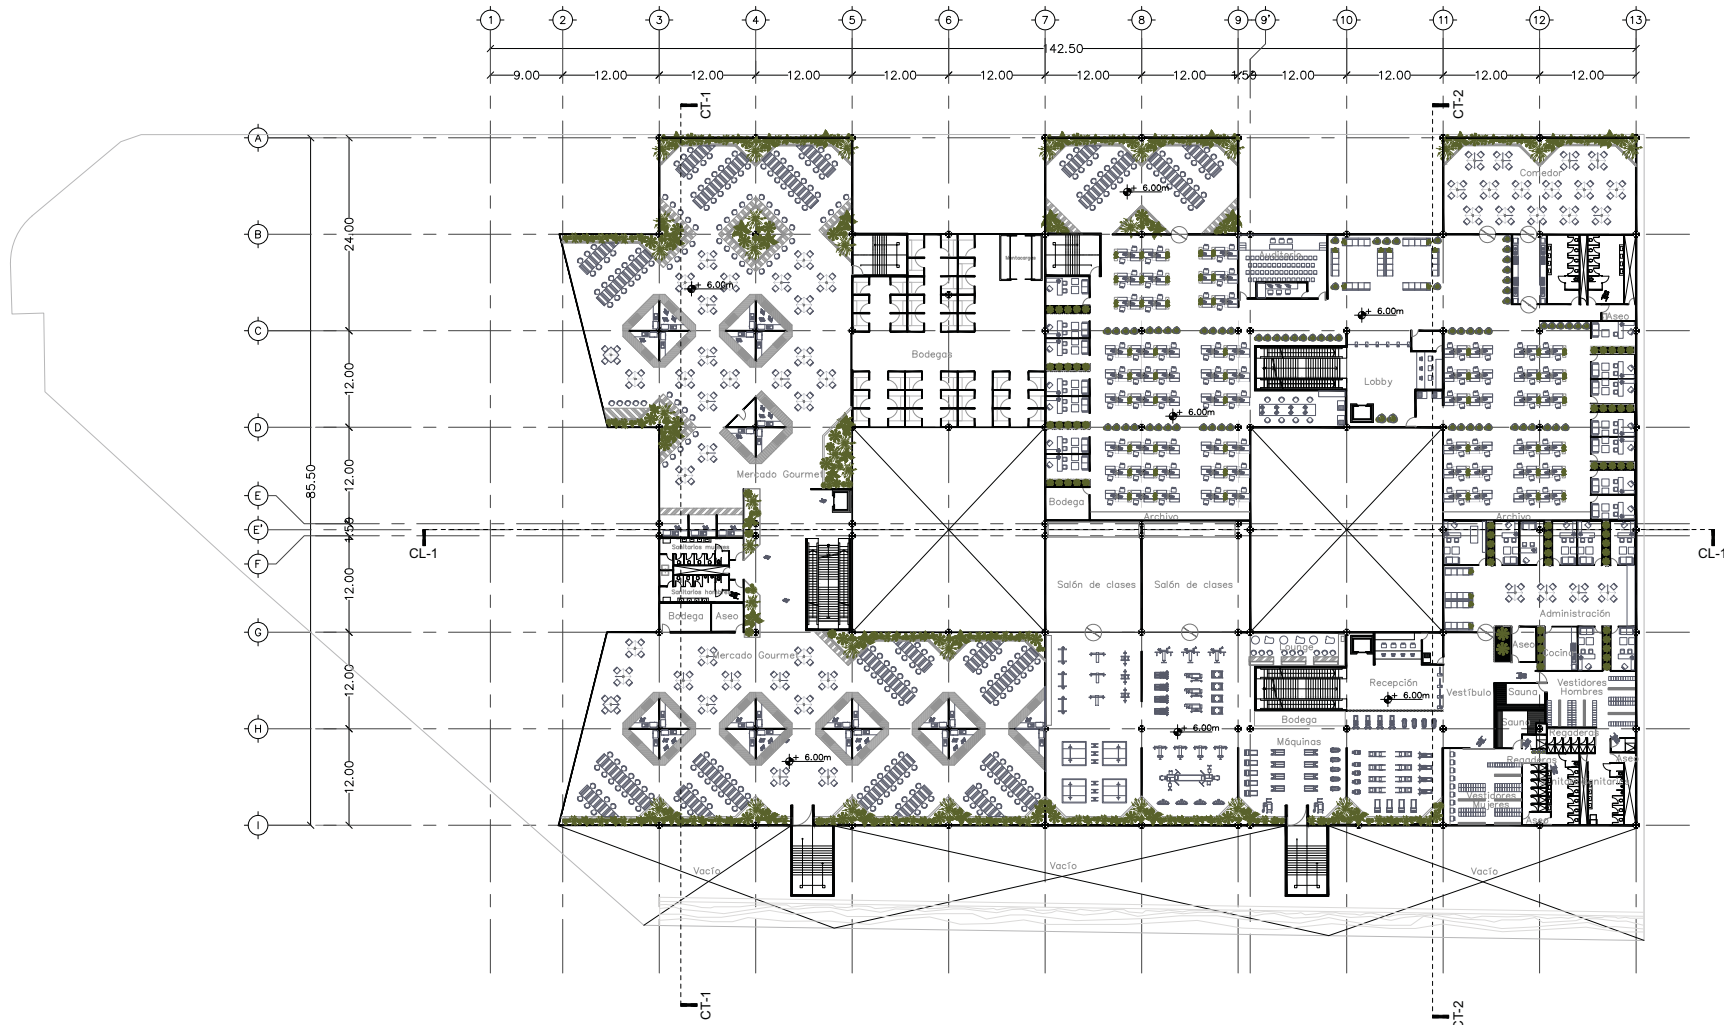 1 2 3 4 5 6 7 8 9 9' 10 11 12 13
142.50
9.00 12.00 12.00 12.00 12.00 12.00 12.00 12.00 1.50 12.00 12.00 12.00 12.00
CT-1 CT-2
A
+ 6.00m
Comedor
B
24.00
Auditorio
Montacargas
+ 6.00m
+ 6.00m
Aseo
C
Bodegas
Lobby
12.00
+ 6.00m
D
Mercado Gourmet
85.50
12.00
E
Bodega
Archivo Archivo
E'
1.50
CL-1 CL-1
Sanitarios mujeres
F
12.00
Salón de clases Salón de clases
Sanitarios hombres
Bodega Aseo
Administración
G
Mercado Gourmet
Lounge
Aseo
Cocina
12.00
Recepción
Vestíbulo
Sauna
Vestidores
Hombres
+ 6.00m
Bodega
Sauna
H
+ 6.00m
Regaderas
Máquinas
+ 6.00m
Regaderas
Aseo
12.00
Vestidores
Mujeres
Aseo
I
Vacío Vacío Vacío
CT-1 CT-2